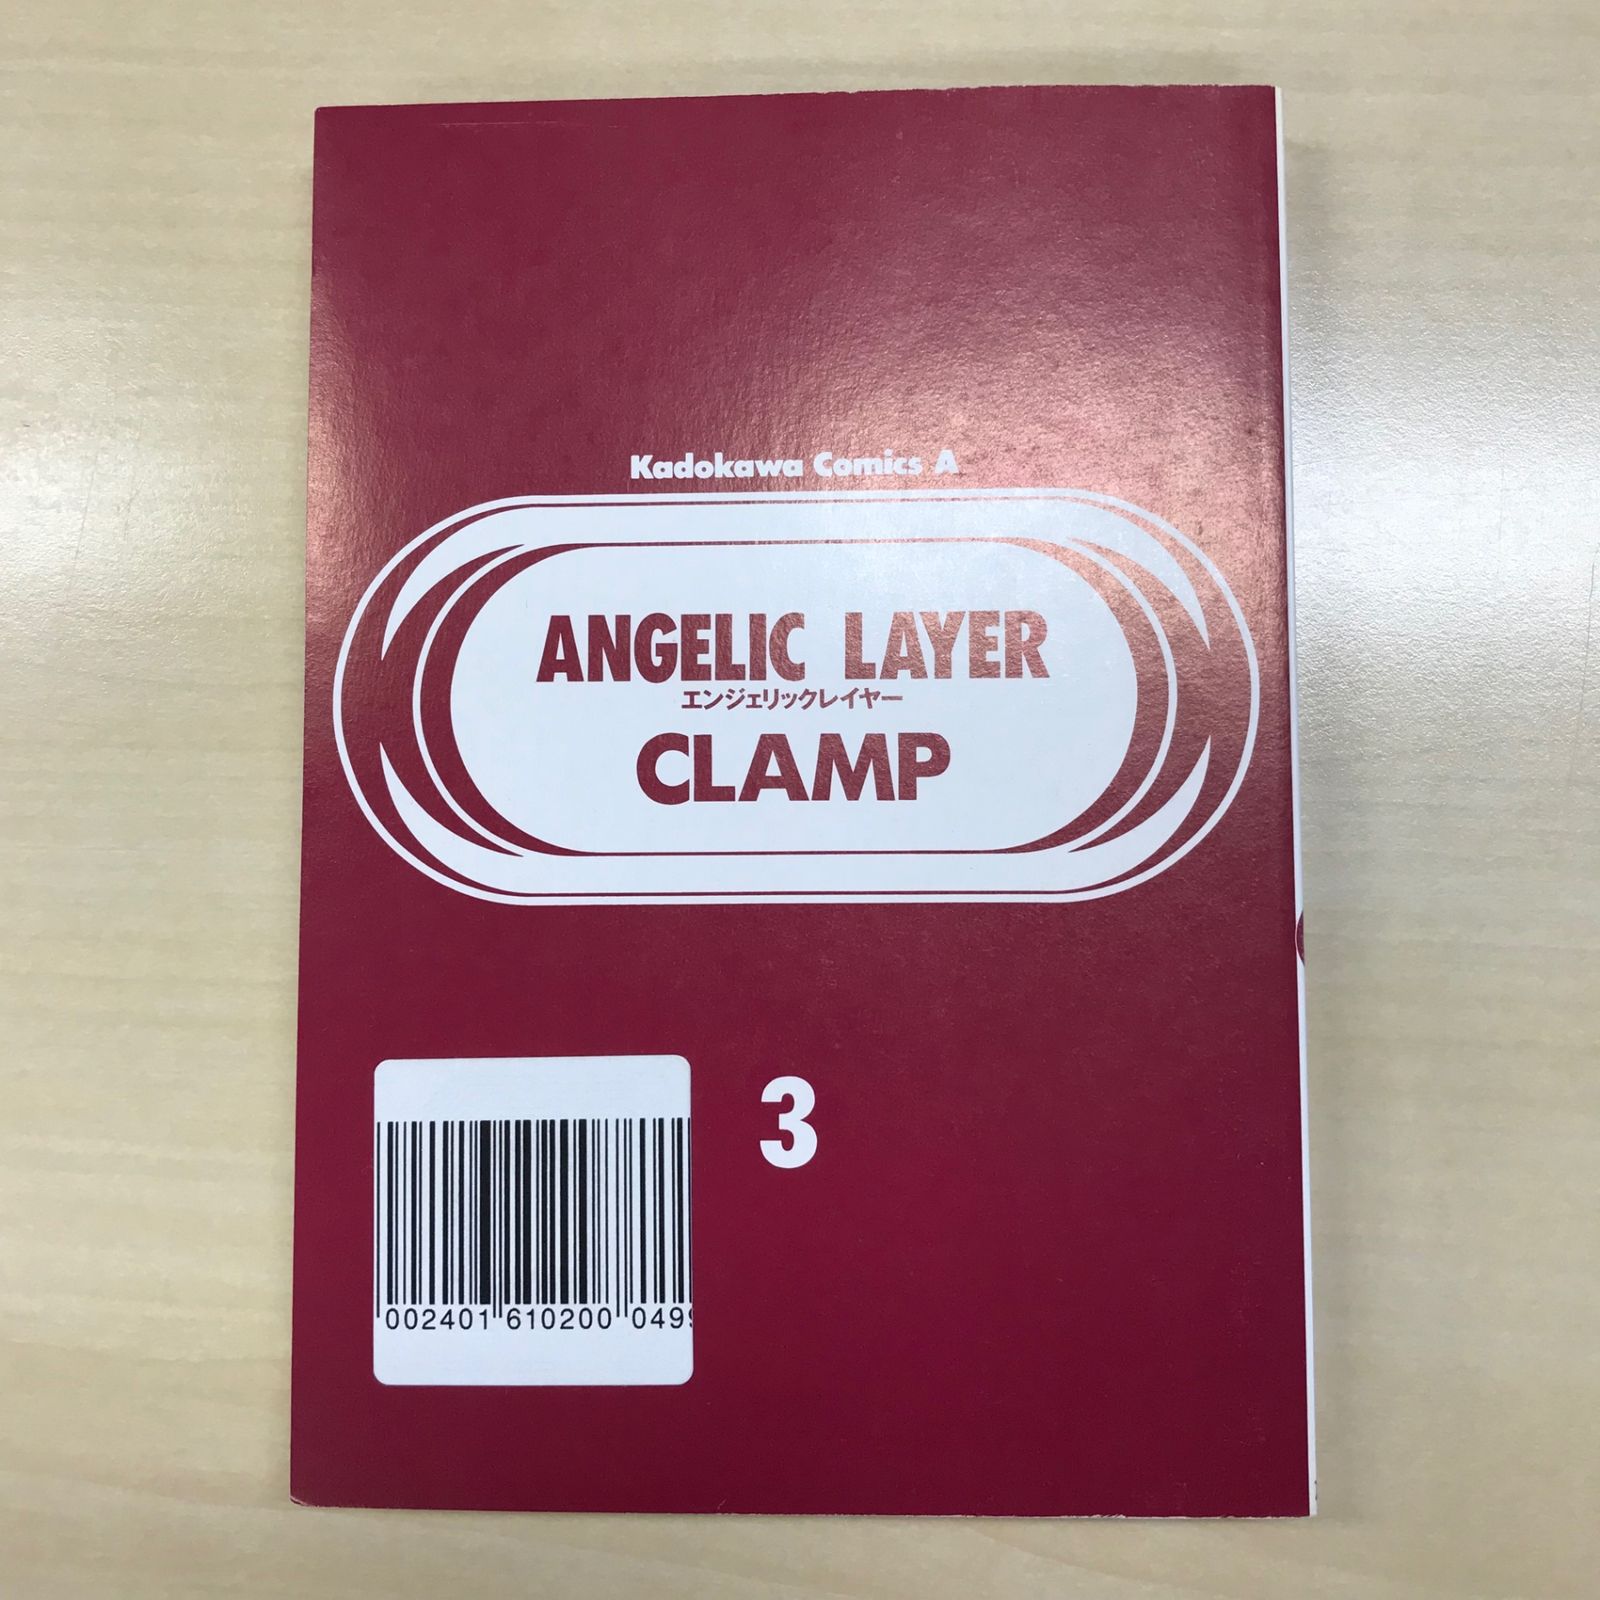 Kadokawa Comics A
ANGELIC LAYER
エンジェリックレイヤー
CLAMP
3
002401 610200 0499